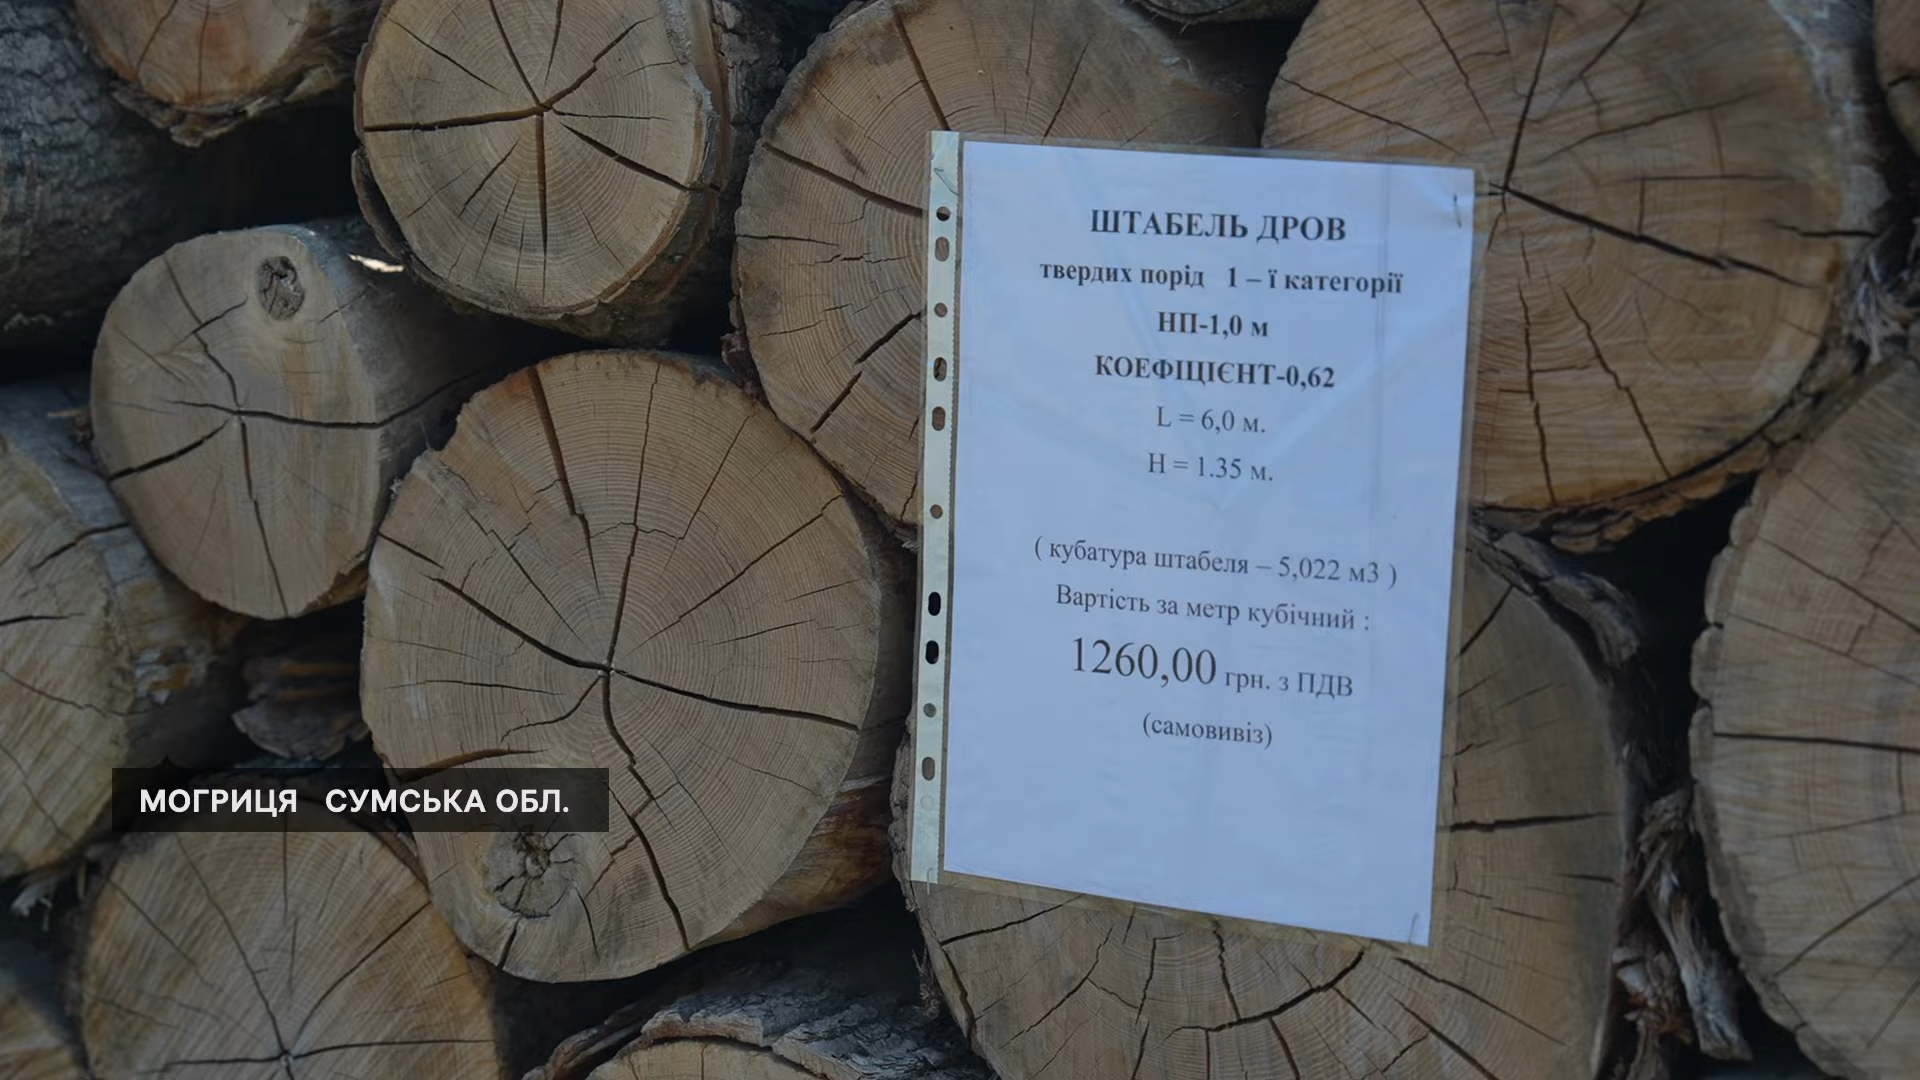 ШТАБЕЛЬ ДРОВ
твердих порід 1 – ї категорії
НП-1,0 м
КОЕФІЦІЄНТ-0,62
L = 6,0 м.
H = 1.35 м.
( кубатура штабеля – 5,022 м3 )
Вартість за метр кубічний :
1260,00 грн. з ПДВ
(самовивіз)
МОГРИЦЯ СУМСЬКА ОБЛ.